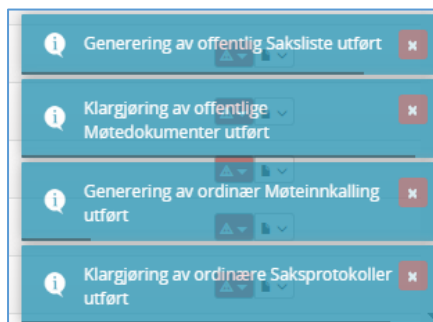 Generering av offentlig Saksliste utført
Klargjøring av offentlige
Møtedokumenter utført
Generering av ordinær Møteinnkalling
utført
Klargjøring av ordinære Saksprotokoller
utført